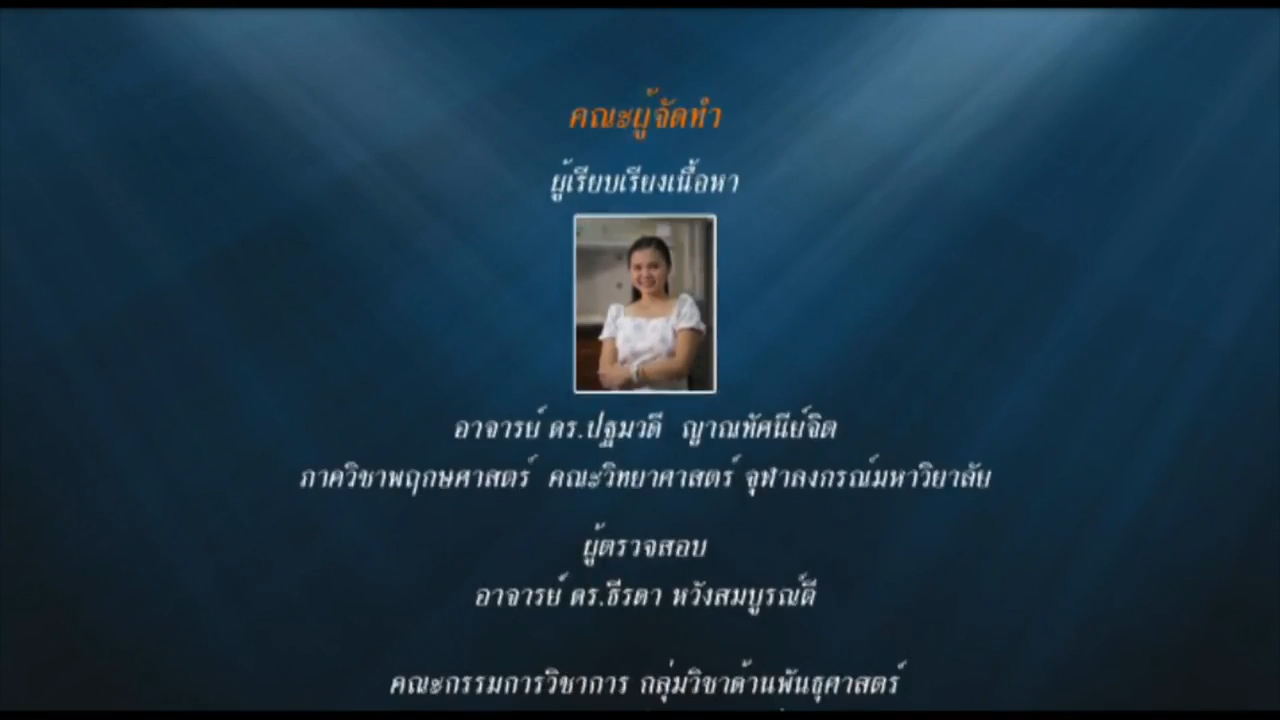 คณะผู้จัดทำ
ผู้เรียบเรียงเนื้อหา
อาจารย์ ดร.ปฐมวดี ญาณทัศนีย์จิต
ภาควิชาพฤกษศาสตร์ คณะวิทยาศาสตร์ จุฬาลงกรณ์มหาวิยาลัย
ผู้ตรวจสอบ
อาจารย์ ดร.ธีรดา หวังสมบูรณ์ดี
คณะกรรมการวิชาการ กลุ่มวิชาด้านพันธุศาสตร์